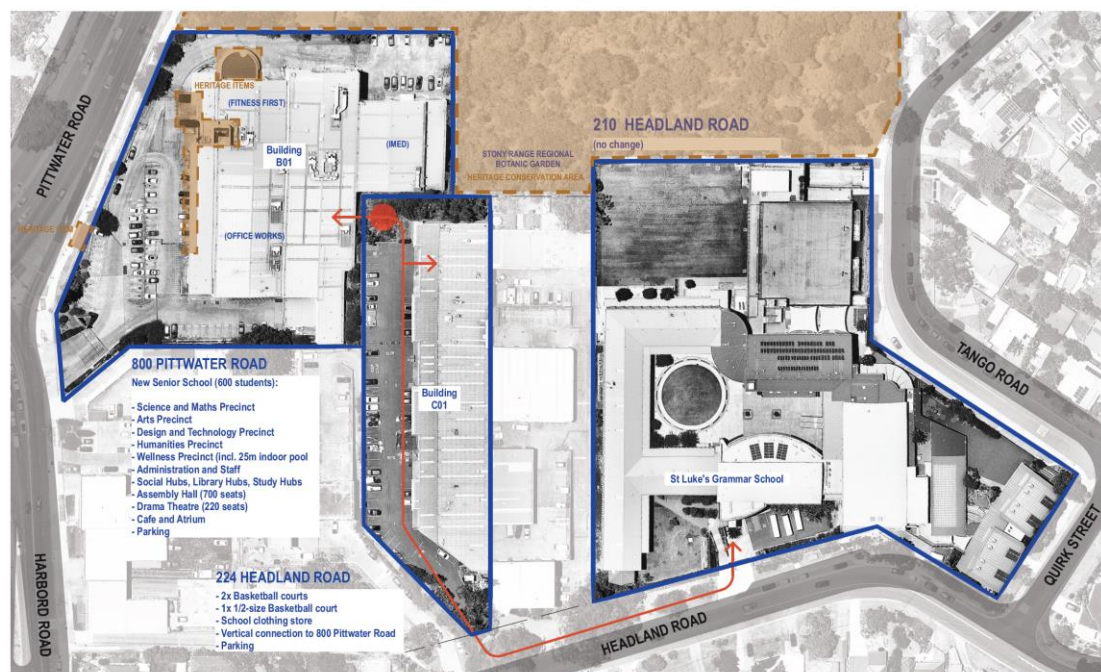 PITTWATER ROAD
HERITAGE ITEMS
(FITNESS FIRST)
Building
B01
(IMED)
(OFFICE WORKS)
STONY RANGE REGIONAL
BOTANIC GARDEN
HERITAGE CONSERVATION AREA
210 HEADLAND ROAD
(no change)
HERITAGE ITEM
800 PITTWATER ROAD
New Senior School (600 students):
- Science and Maths Precinct
- Arts Precinct
- Design and Technology Precinct
- Humanities Precinct
- Wellness Precinct (incl. 25m indoor pool
- Administration and Staff
- Social Hubs, Library Hubs, Study Hubs
- Assembly Hall (700 seats)
- Drama Theatre (220 seats)
- Cafe and Atrium
- Parking
Building
C01
St Luke's Grammar School
TANGO ROAD
QUIRK STREET
HARBORD ROAD
224 HEADLAND ROAD
- 2x Basketball courts
- 1x 1/2-size Basketball court
- School clothing store
- Vertical connection to 800 Pittwater Road
- Parking
HEADLAND ROAD